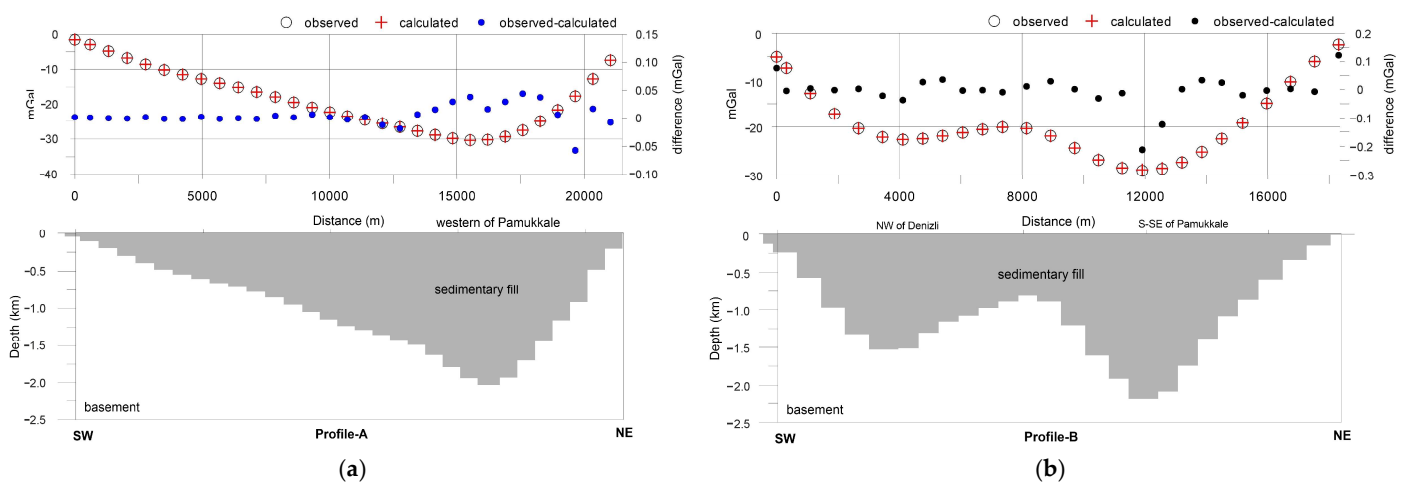 observed calculated observed-calculated
0 0.15
−10 0.10
−20 0.05
−30 0
−0.05
−40 −0.10
mGal
difference (mGal)
0 5000 10000 15000 20000
Distance (m) western of Pamukkale
0
−0.5
−1.0
−1.5
−2.0
−2.5
Depth (km)
sedimentary fill
basement
SW Profile-A NE
(a)
observed calculated observed-calculated
0 0.2
0.1
−10 0
−0.1
−20
−0.2
−30 −0.3
mGal
difference (mGal)
0 4000 8000 12000 16000
NW of Denizli Distance (m) S-SE of Pamukkale
0
−0.5
−1.0
−1.5
−2.0
−2.5
Depth (km)
sedimentary fill
basement
SW Profile-B NE
(b)